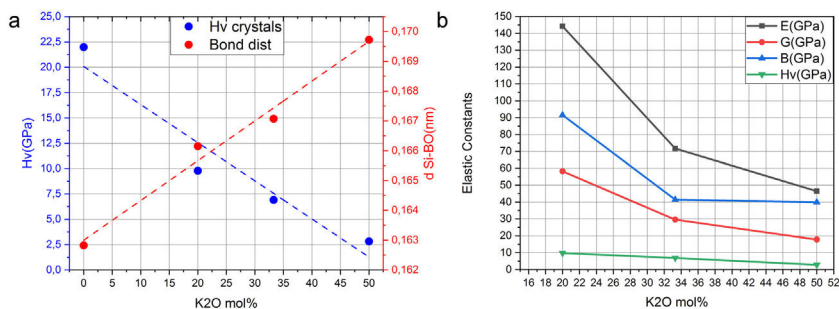 a
Hv crystals
Bond dist
25,0
22,5
20,0
17,5
15,0
12,5
10,0
7,5
5,0
2,5
0,0
Hv(GPa)
0,170
0,169
0,168
0,167
0,166
0,165
0,164
0,163
0,162
d Si-BO(nm)
0 5 10 15 20 25 30 35 40 45 50
K2O mol%
b
E(GPa)
G(GPa)
B(GPa)
Hv(GPa)
150
140
130
120
110
100
90
80
70
60
50
40
30
20
10
0
Elastic Constants
16 18 20 22 24 26 28 30 32 34 36 38 40 42 44 46 48 50 52
K2O mol%